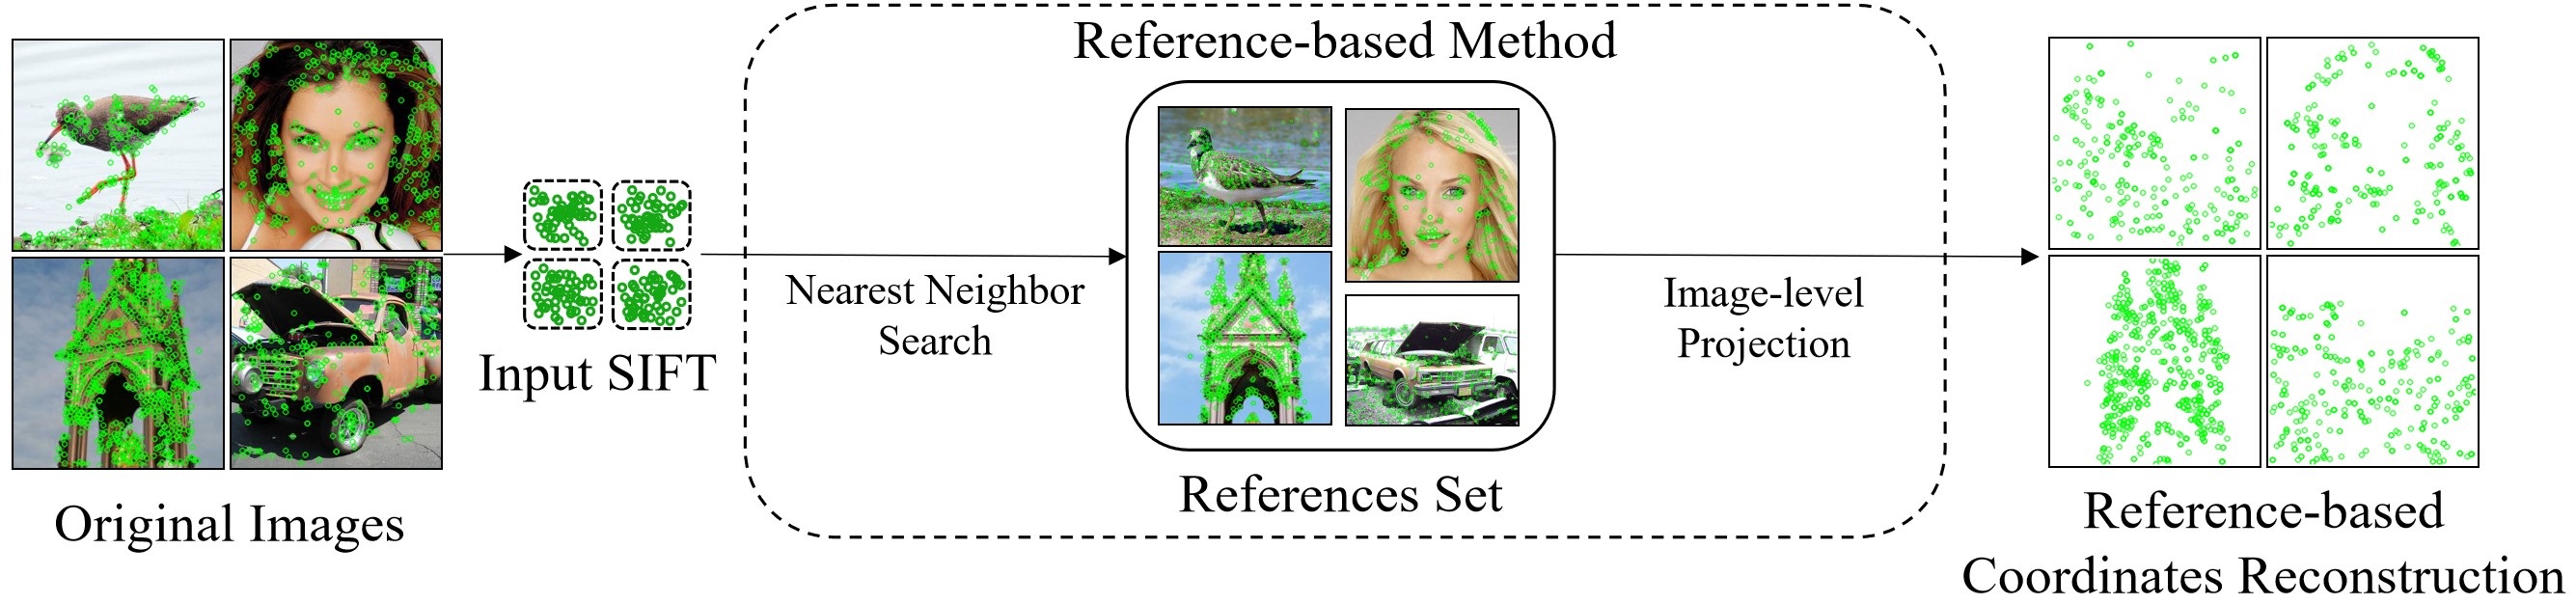 Reference-based Method
Nearest Neighbor
Search
Image-level
Projection
Input SIFT
References Set
Original Images
Reference-based
Coordinates Reconstruction